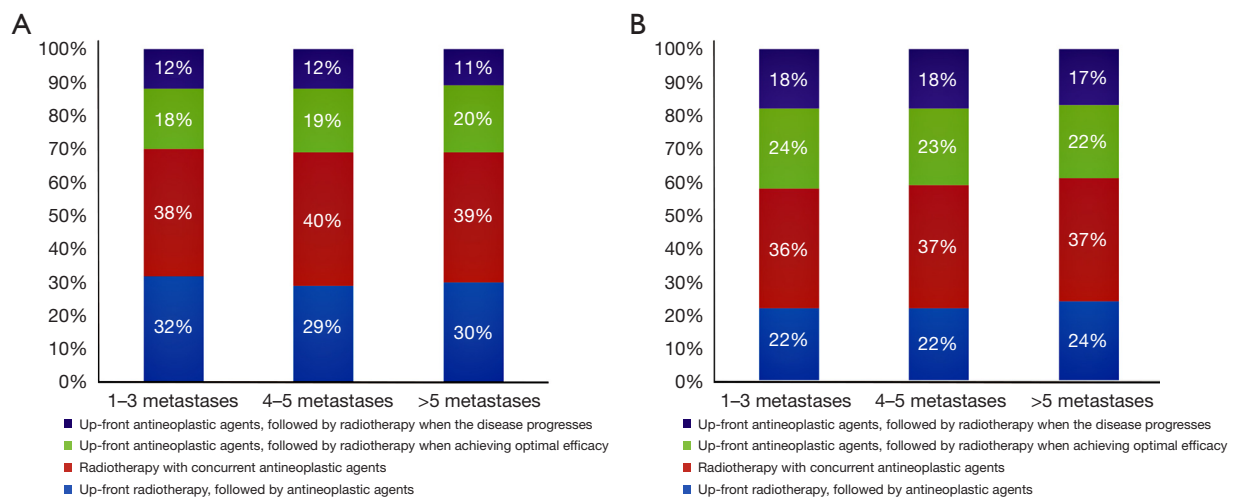 A
100%
90%
80%
70%
60%
50%
40%
30%
20%
10%
0%
12% 12% 11%
18% 19% 20%
38% 40% 39%
32% 29% 30%
1–3 metastases 4–5 metastases >5 metastases
Up-front antineoplastic agents, followed by radiotherapy when the disease progresses
Up-front antineoplastic agents, followed by radiotherapy when achieving optimal efficacy
Radiotherapy with concurrent antineoplastic agents
Up-front radiotherapy, followed by antineoplastic agents
B
100%
90%
80%
70%
60%
50%
40%
30%
20%
10%
0%
18% 18% 17%
24% 23% 22%
36% 37% 37%
22% 22% 24%
1–3 metastases 4–5 metastases >5 metastases
Up-front antineoplastic agents, followed by radiotherapy when the disease progresses
Up-front antineoplastic agents, followed by radiotherapy when achieving optimal efficacy
Radiotherapy with concurrent antineoplastic agents
Up-front radiotherapy, followed by antineoplastic agents